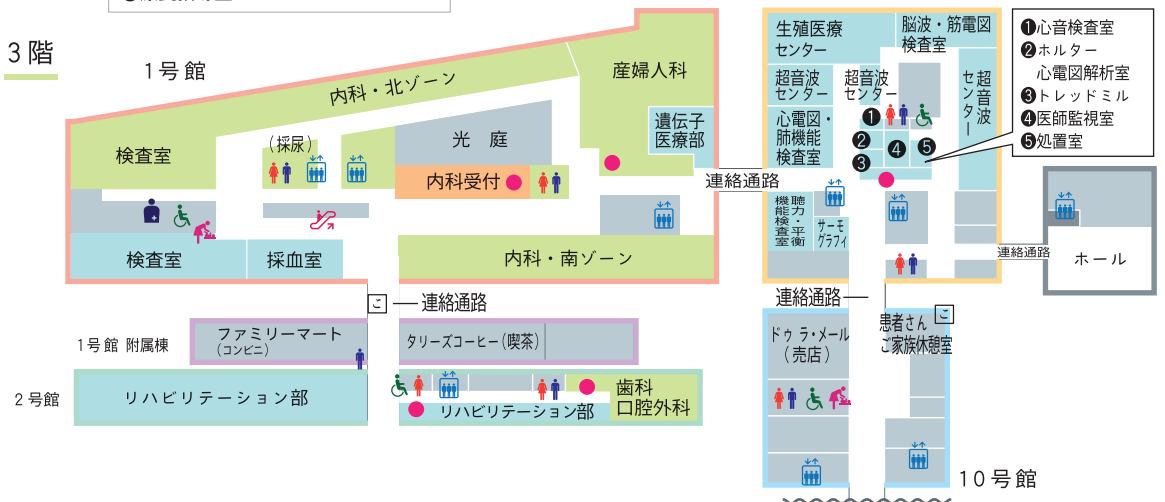 3階
1号館
内科・北ゾーン
産婦人科
遺伝子
医療部
検査室
(採尿)
光 庭
内科受付
検査室
採血室
内科・南ゾーン
連絡通路
生殖医療
センター
脳波・筋電図
検査室
超音波
センター
超音波
センター
超音波
センター
心電図・
肺機能
検査室
❶
❷
❸
❹
❺
聴力・平衡
機能検査室
サーモ
グラフィ
❶心音検査室
❷ホルター
心電図解析室
❸トレッドミル
❹医師監視室
❺処置室
連絡通路
ホール
こ
連絡通路
1号館 附属棟
ファミリーマート
(コンビニ)
タリーズコーヒー(喫茶)
2号館
リハビリテーション部
リハビリテーション部
歯科
口腔外科
連絡通路
ドゥ ラ・メール
(売店)
こ
患者さん
ご家族休憩室
10号館